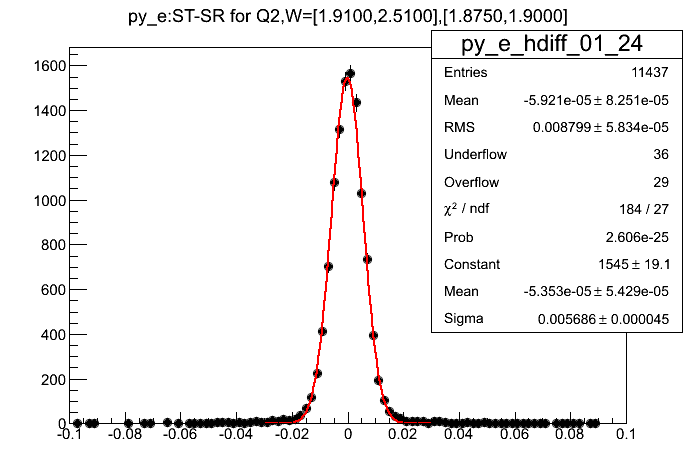 py_e:ST-SR for Q2,W=[1.9100,2.5100],[1.8750,1.9000]
py_e_hdiff_01_24
Entries 11437
Mean -5.921e-05 ± 8.251e-05
RMS 0.008799 ± 5.834e-05
Underflow 36
Overflow 29
χ² / ndf 184 / 27
Prob 2.606e-25
Constant 1545 ± 19.1
Mean -5.353e-05 ± 5.429e-05
Sigma 0.005686 ± 0.000045
1600
1400
1200
1000
800
600
400
200
0
-0.1 -0.08 -0.06 -0.04 -0.02 0 0.02 0.04 0.06 0.08 0.1